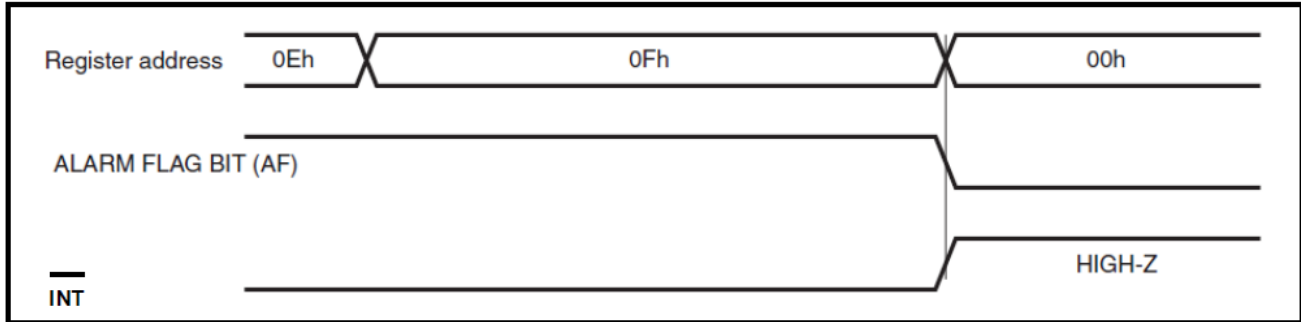 Register address 0Eh 0Fh 00h
ALARM FLAG BIT (AF)
HIGH-Z
INT